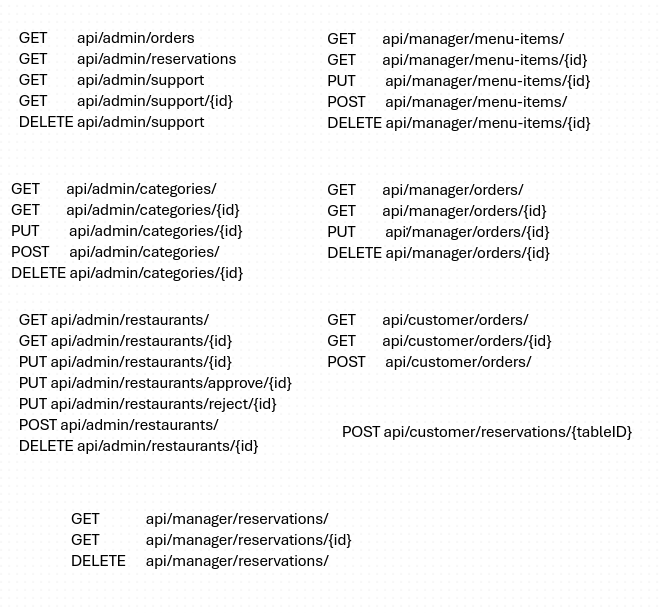 GET api/admin/orders
GET api/admin/reservations
GET api/admin/support
GET api/admin/support/{id}
DELETE api/admin/support
GET api/manager/menu-items/
GET api/manager/menu-items/{id}
PUT api/manager/menu-items/{id}
POST api/manager/menu-items/
DELETE api/manager/menu-items/{id}
GET api/admin/categories/
GET api/admin/categories/{id}
PUT api/admin/categories/{id}
POST api/admin/categories/
DELETE api/admin/categories/{id}
GET api/manager/orders/
GET api/manager/orders/{id}
PUT api/manager/orders/{id}
DELETE api/manager/orders/{id}
GET api/admin/restaurants/
GET api/admin/restaurants/{id}
PUT api/admin/restaurants/{id}
PUT api/admin/restaurants/approve/{id}
PUT api/admin/restaurants/reject/{id}
POST api/admin/restaurants/
DELETE api/admin/restaurants/{id}
GET api/customer/orders/
GET api/customer/orders/{id}
POST api/customer/orders/
POST api/customer/reservations/{tableID}
GET api/manager/reservations/
GET api/manager/reservations/{id}
DELETE api/manager/reservations/